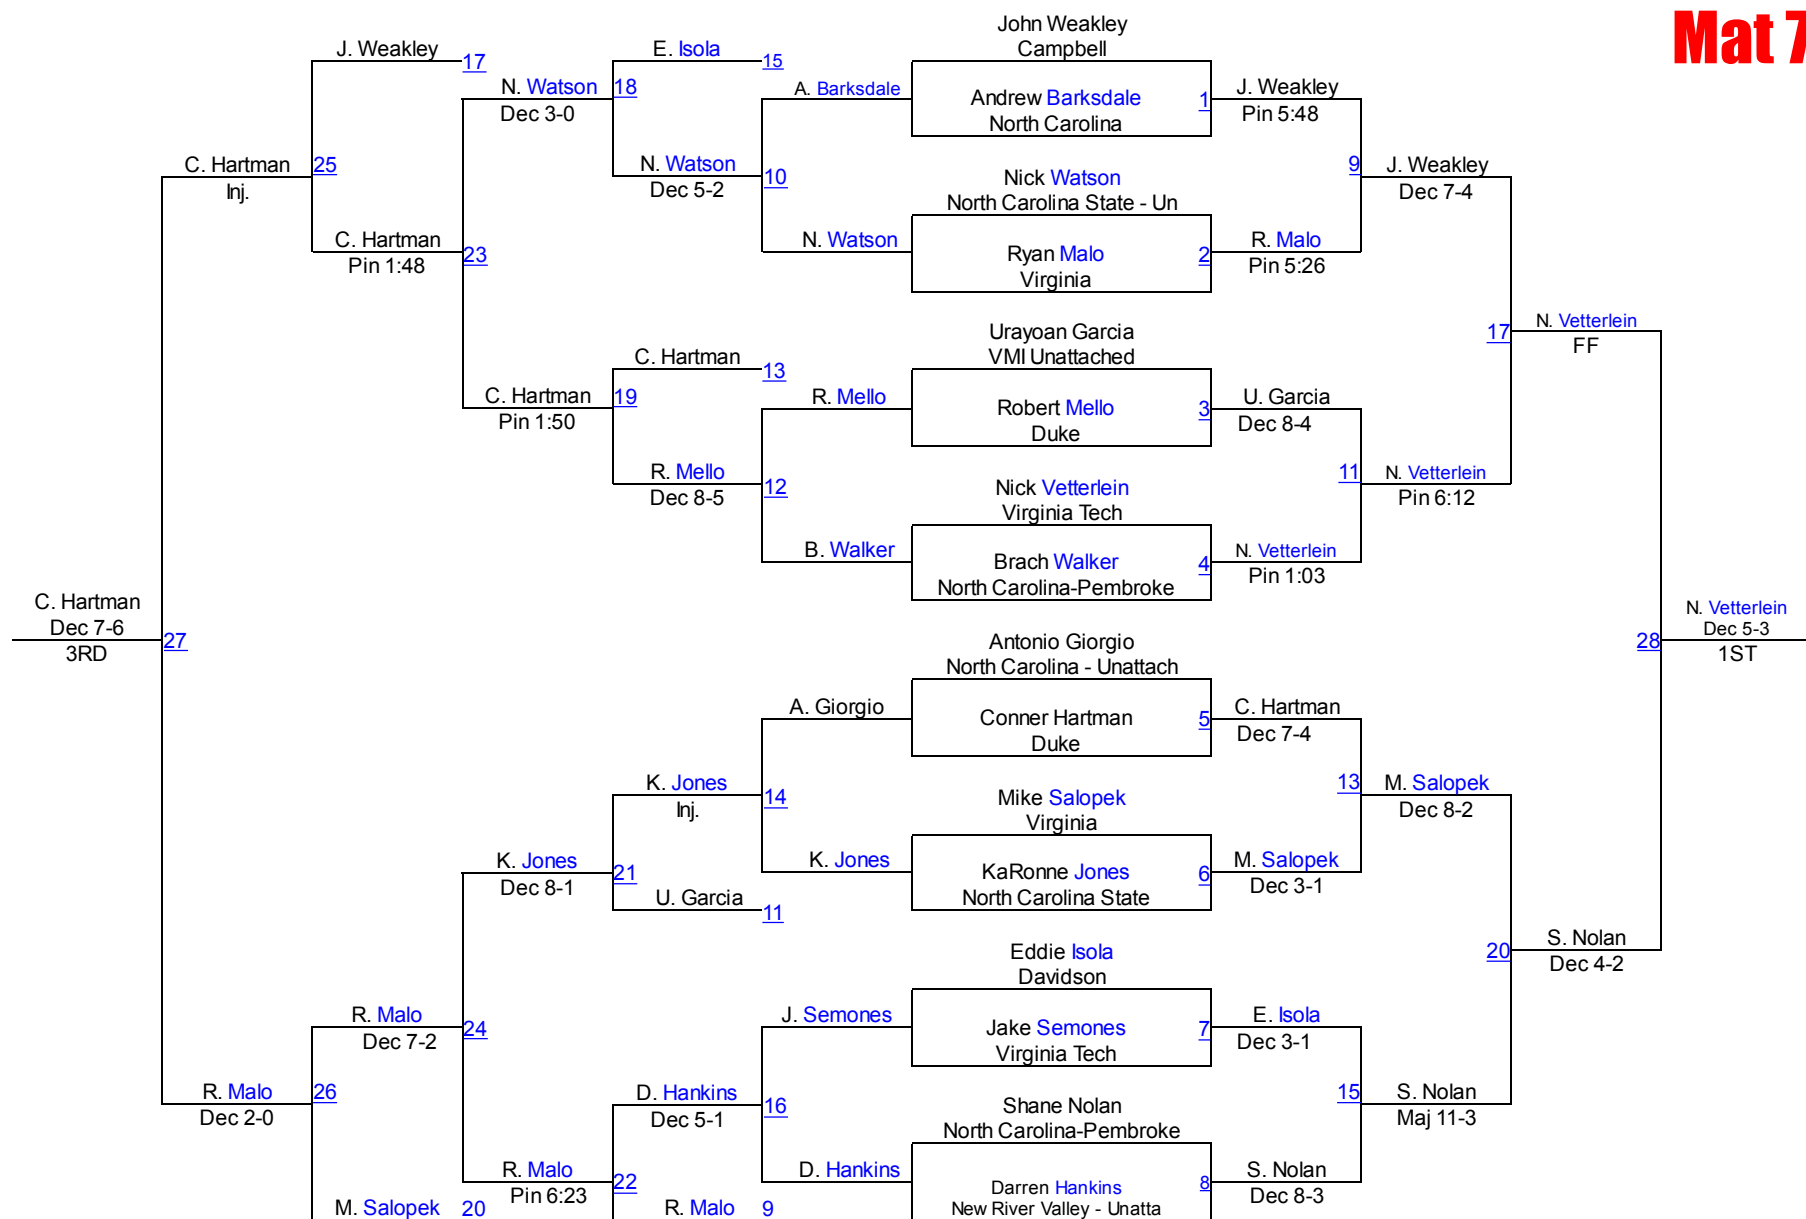 Mat 7
John Weakley
Campbell
J. Weakley
17
E. Isola
15
N. Watson
18
Dec 3-0
A. Barksdale
Andrew Barksdale
North Carolina
1
J. Weakley
Pin 5:48
C. Hartman
Inj.
25
N. Watson
Dec 5-2
10
Nick Watson
North Carolina State - Un
9
J. Weakley
Dec 7-4
C. Hartman
Pin 1:48
23
N. Watson
Ryan Malo
Virginia
2
R. Malo
Pin 5:26
Urayoan Garcia
VMI Unattached
17
N. Vetterlein
FF
C. Hartman
13
C. Hartman
Pin 1:50
19
R. Mello
Robert Mello
Duke
3
U. Garcia
Dec 8-4
R. Mello
Dec 8-5
12
Nick Vetterlein
Virginia Tech
11
N. Vetterlein
Pin 6:12
B. Walker
Brach Walker
North Carolina-Pembroke
4
N. Vetterlein
Pin 1:03
C. Hartman
Dec 7-6
3RD
27
Antonio Giorgio
North Carolina - Unattach
28
N. Vetterlein
Dec 5-3
1ST
A. Giorgio
Conner Hartman
Duke
5
C. Hartman
Dec 7-4
K. Jones
Inj.
14
Mike Salopek
Virginia
13
M. Salopek
Dec 8-2
K. Jones
Dec 8-1
21
K. Jones
KaRonne Jones
North Carolina State
6
M. Salopek
Dec 3-1
U. Garcia
11
Eddie Isola
Davidson
20
S. Nolan
Dec 4-2
R. Malo
Dec 7-2
24
J. Semones
Jake Semones
Virginia Tech
7
E. Isola
Dec 3-1
R. Malo
Dec 2-0
26
D. Hankins
Dec 5-1
16
Shane Nolan
North Carolina-Pembroke
15
S. Nolan
Maj 11-3
R. Malo
Pin 6:23
22
D. Hankins
Darren Hankins
New River Valley - Unatta
8
S. Nolan
Dec 8-3
M. Salopek
20
R. Malo
9